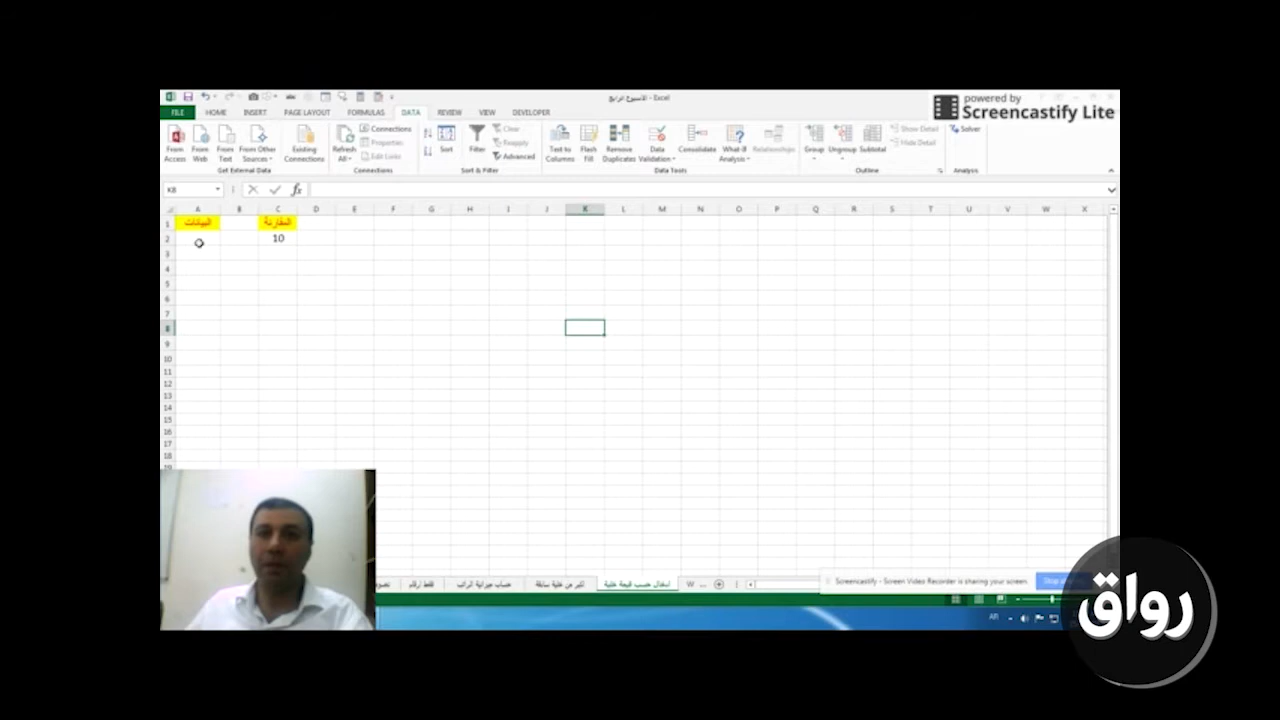 الأسبوع الرابع - Excel
powered by
Screencastify Lite
FILE HOME INSERT PAGE LAYOUT FORMULAS DATA REVIEW VIEW DEVELOPER
From Access From Web From Text From Other Sources Existing Connections Refresh All Connections Properties Edit Links Sort Filter Clear Reapply Advanced Text to Columns Flash Fill Remove Duplicates Data Validation Consolidate What-If Analysis Relationships Group Ungroup Subtotal Show Detail Hide Detail Solver
Get External Data Connections Sort & Filter Data Tools Outline Analysis
K8 fx
A B C D E F G H I J K L M N O P Q R S T U V W X
1 البيانات المقارنة
2 10
3
4
5
6
7
8
9
10
11
12
13
14
15
16
17
18
فقط ارقام حساب ميزانية الراتب اكبر من خلية سابقة ادخال حسب قيمة خلية W ...
Screencastify - Screen Video Recorder is sharing your screen. Stop
رواق